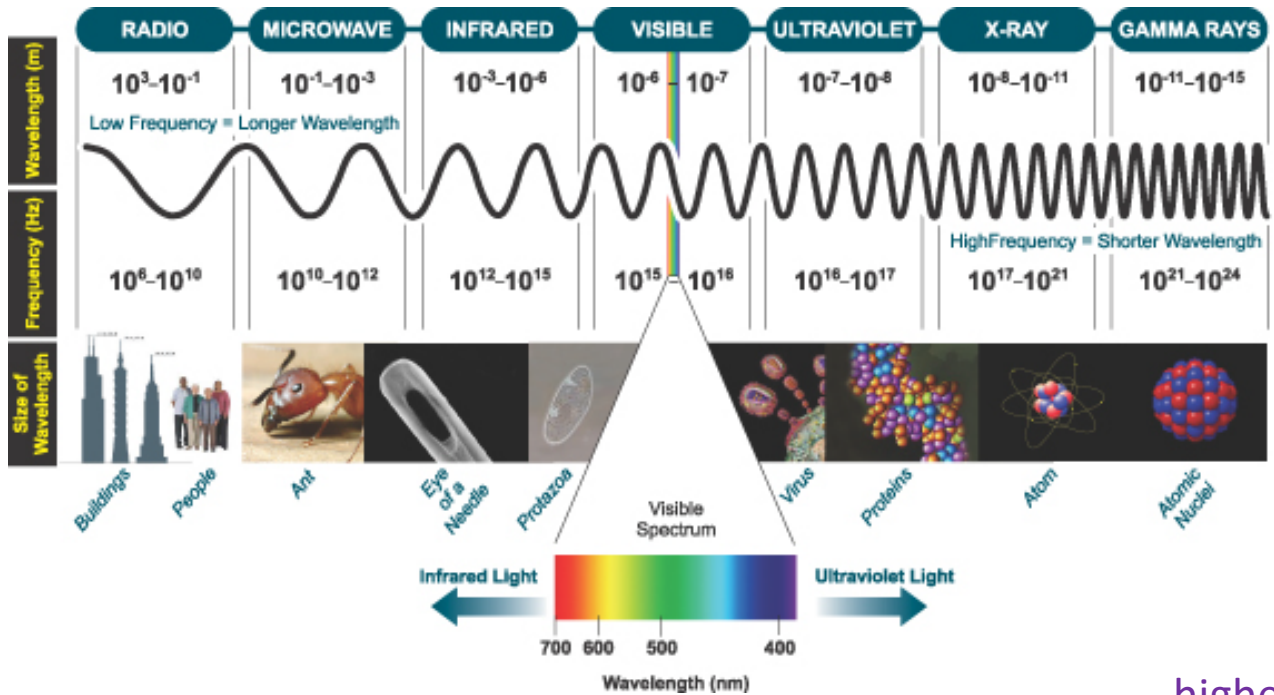 RADIO MICROWAVE INFRARED VISIBLE ULTRAVIOLET X-RAY GAMMA RAYS
Wavelength (m)
10³–10⁻¹ 10⁻¹–10⁻³ 10⁻³–10⁻⁶ 10⁻⁶ – 10⁻⁷ 10⁻⁷–10⁻⁸ 10⁻⁸–10⁻¹¹ 10⁻¹¹–10⁻¹⁵
Low Frequency = Longer Wavelength
Frequency (Hz)
HighFrequency = Shorter Wavelength
10⁶–10¹⁰ 10¹⁰–10¹² 10¹²–10¹⁵ 10¹⁵ – 10¹⁶ 10¹⁶–10¹⁷ 10¹⁷–10²¹ 10²¹–10²⁴
Size of
Wavelength
Buildings
People
Ant
Eye
of a
Needle
Protazoa
Virus
Proteins
Atom
Atomic
Nuclei
Visible
Spectrum
Infrared Light
Ultraviolet Light
700 600 500 400
Wavelength (nm)